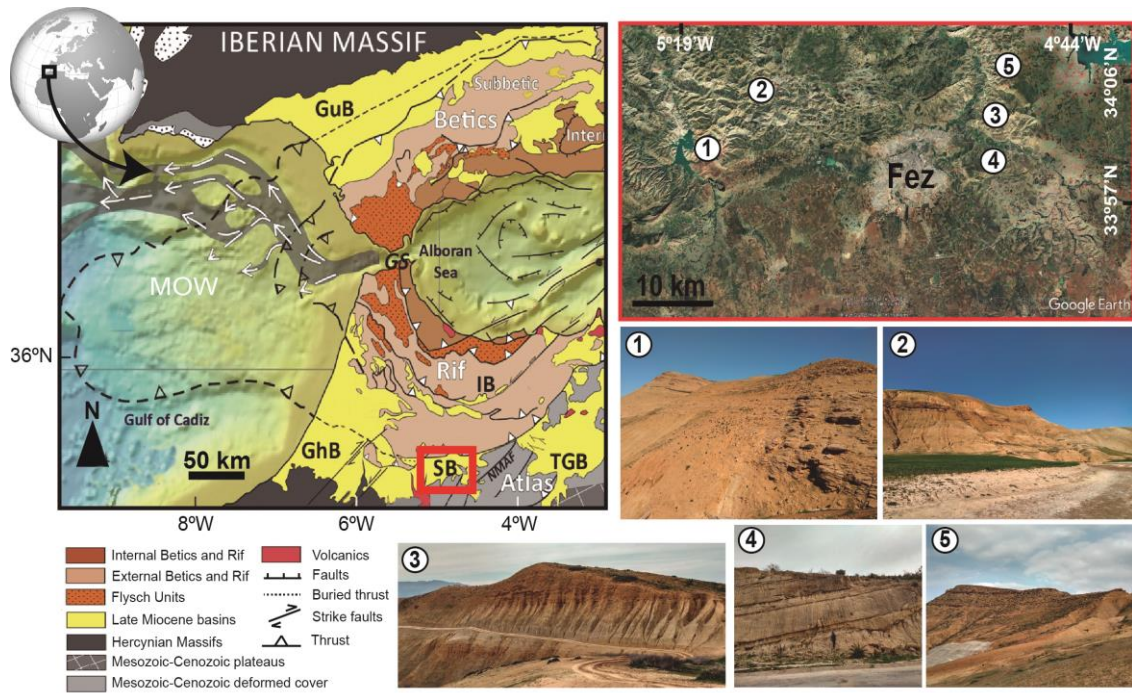 IBERIAN MASSIF
GuB
Subbetic
Betics
Intern
GS
Alboran
Sea
MOW
36ºN
Rif
IB
Gulf of Cadiz
N
50 km
GhB
SB
NMAF
Atlas
TGB
8ºW
6ºW
4ºW
Internal Betics and Rif
External Betics and Rif
Flysch Units
Late Miocene basins
Hercynian Massifs
Mesozoic-Cenozoic plateaus
Mesozoic-Cenozoic deformed cover
Volcanics
Faults
Buried thrust
Strike faults
Thrust
5º19'W
4º44'W
34º06'N
33º57'N
1
2
5
3
4
Fez
10 km
Google Earth
1
2
3
4
5